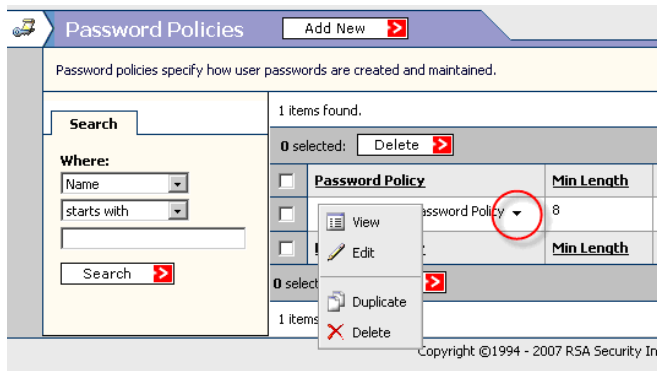 Password Policies
Add New
Password policies specify how user passwords are created and maintained.
Search
Where:
Name
starts with
Search
1 items found.
0 selected: Delete
Password Policy Min Length
assword Policy 8
Min Length
0 selec
1 items
View
Edit
Duplicate
Delete
Copyright ©1994 - 2007 RSA Security In